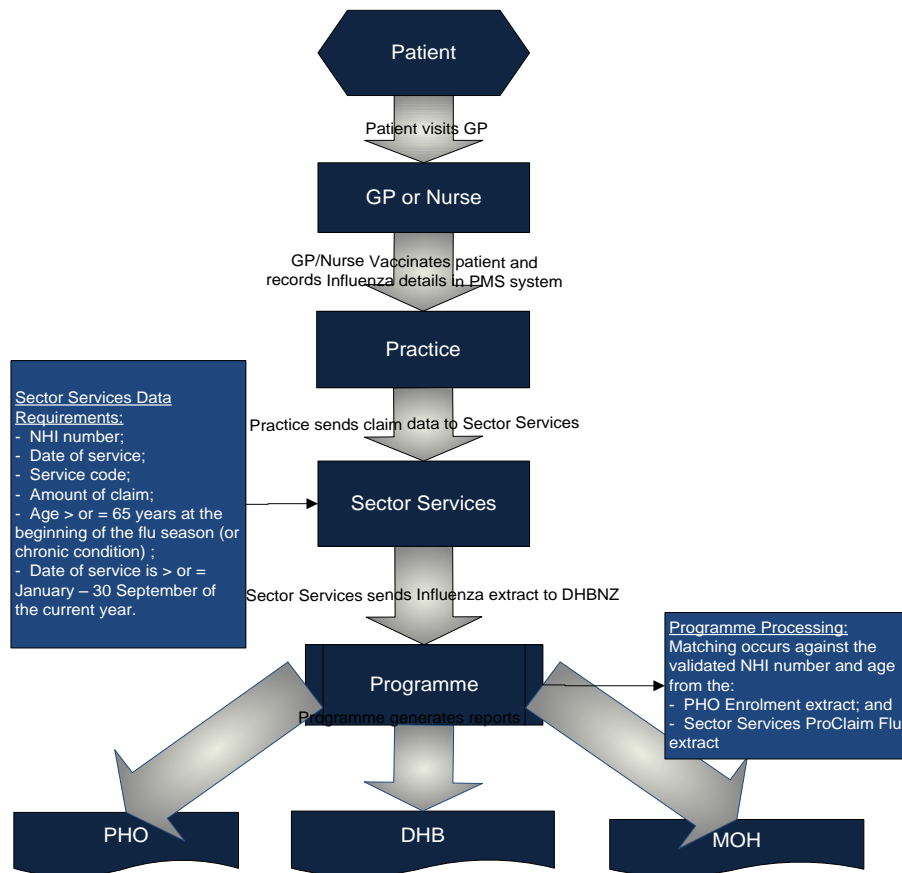 Patient
Patient visits GP
GP or Nurse
GP/Nurse Vaccinates patient and
records Influenza details in PMS system
Practice
Sector Services Data
Requirements:
- NHI number;
- Date of service;
- Service code;
- Amount of claim;
- Age > or = 65 years at the
beginning of the flu season (or
chronic condition) ;
- Date of service is > or =
January – 30 September of
the current year.
Practice sends claim data to Sector Services
Sector Services
Sector Services sends Influenza extract to DHBNZ
Programme
Programme generates reports
Programme Processing:
Matching occurs against the
validated NHI number and age
from the:
- PHO Enrolment extract; and
- Sector Services ProClaim Flu
extract
PHO
DHB
MOH